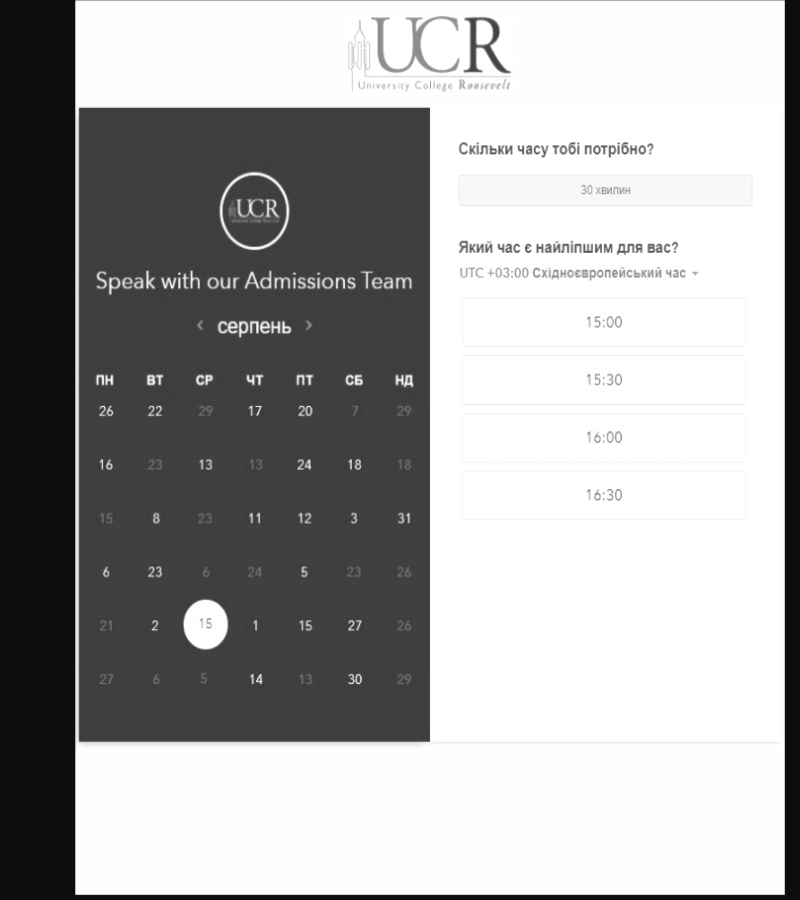 UCR
University College Roosevelt
UCR
Speak with our Admissions Team
‹ серпень ›
ПН ВТ СР ЧТ ПТ СБ НД
26 22 29 17 20 7 29
16 23 13 13 24 18 18
15 8 23 11 12 3 31
6 23 6 24 5 23 26
21 2 15 1 15 27 26
27 6 5 14 13 30 29
Скільки часу тобі потрібно?
30 хвилин
Який час є найліпшим для вас?
UTC +03:00 Східноєвропейський час
15:00
15:30
16:00
16:30